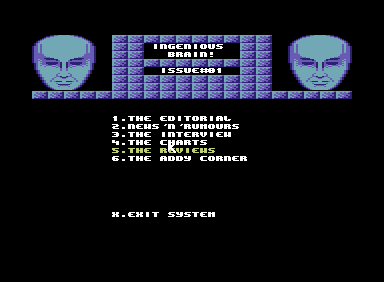 INGENIOUS
BRAIN!
ISSUE#01
1.THE EDITORIAL
2.NEWS'N'RUMOURS
3.THE INTERVIEW
4.THE CHARTS
5.THE REVIEWS
6.THE ADDY CORNER
X.EXIT SYSTEM